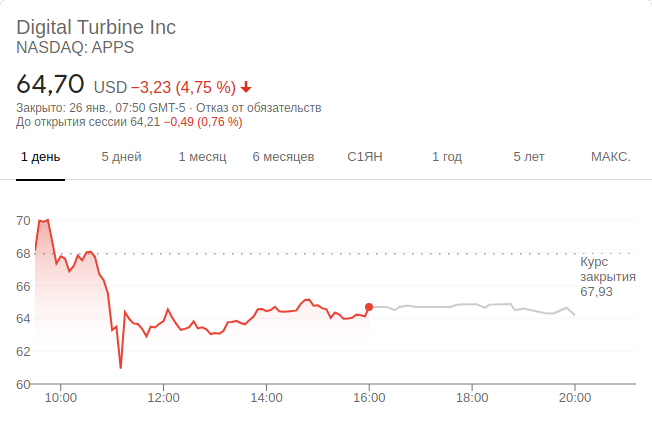 Digital Turbine Inc
NASDAQ: APPS
64,70 USD −3,23 (4,75 %)
Закрыто: 26 янв., 07:50 GMT-5 · Отказ от обязательств
До открытия сессии 64,21 −0,49 (0,76 %)
1 день 5 дней 1 месяц 6 месяцев С1ЯН 1 год 5 лет МАКС.
70
68
Курс
закрытия
67,93
66
64
62
60
10:00 12:00 14:00 16:00 18:00 20:00